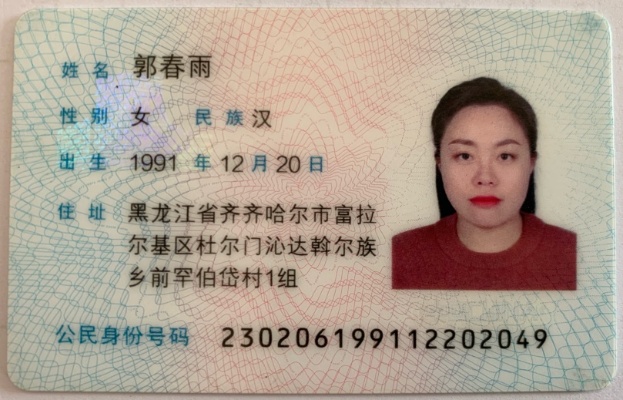 姓名 郭春雨
性别 女 民族 汉
出生 1991 年 12 月 20 日
住址 黑龙江省齐齐哈尔市富拉
尔基区杜尔门沁达斡尔族
乡前罕伯岱村1组
公民身份号码 230206199112202049